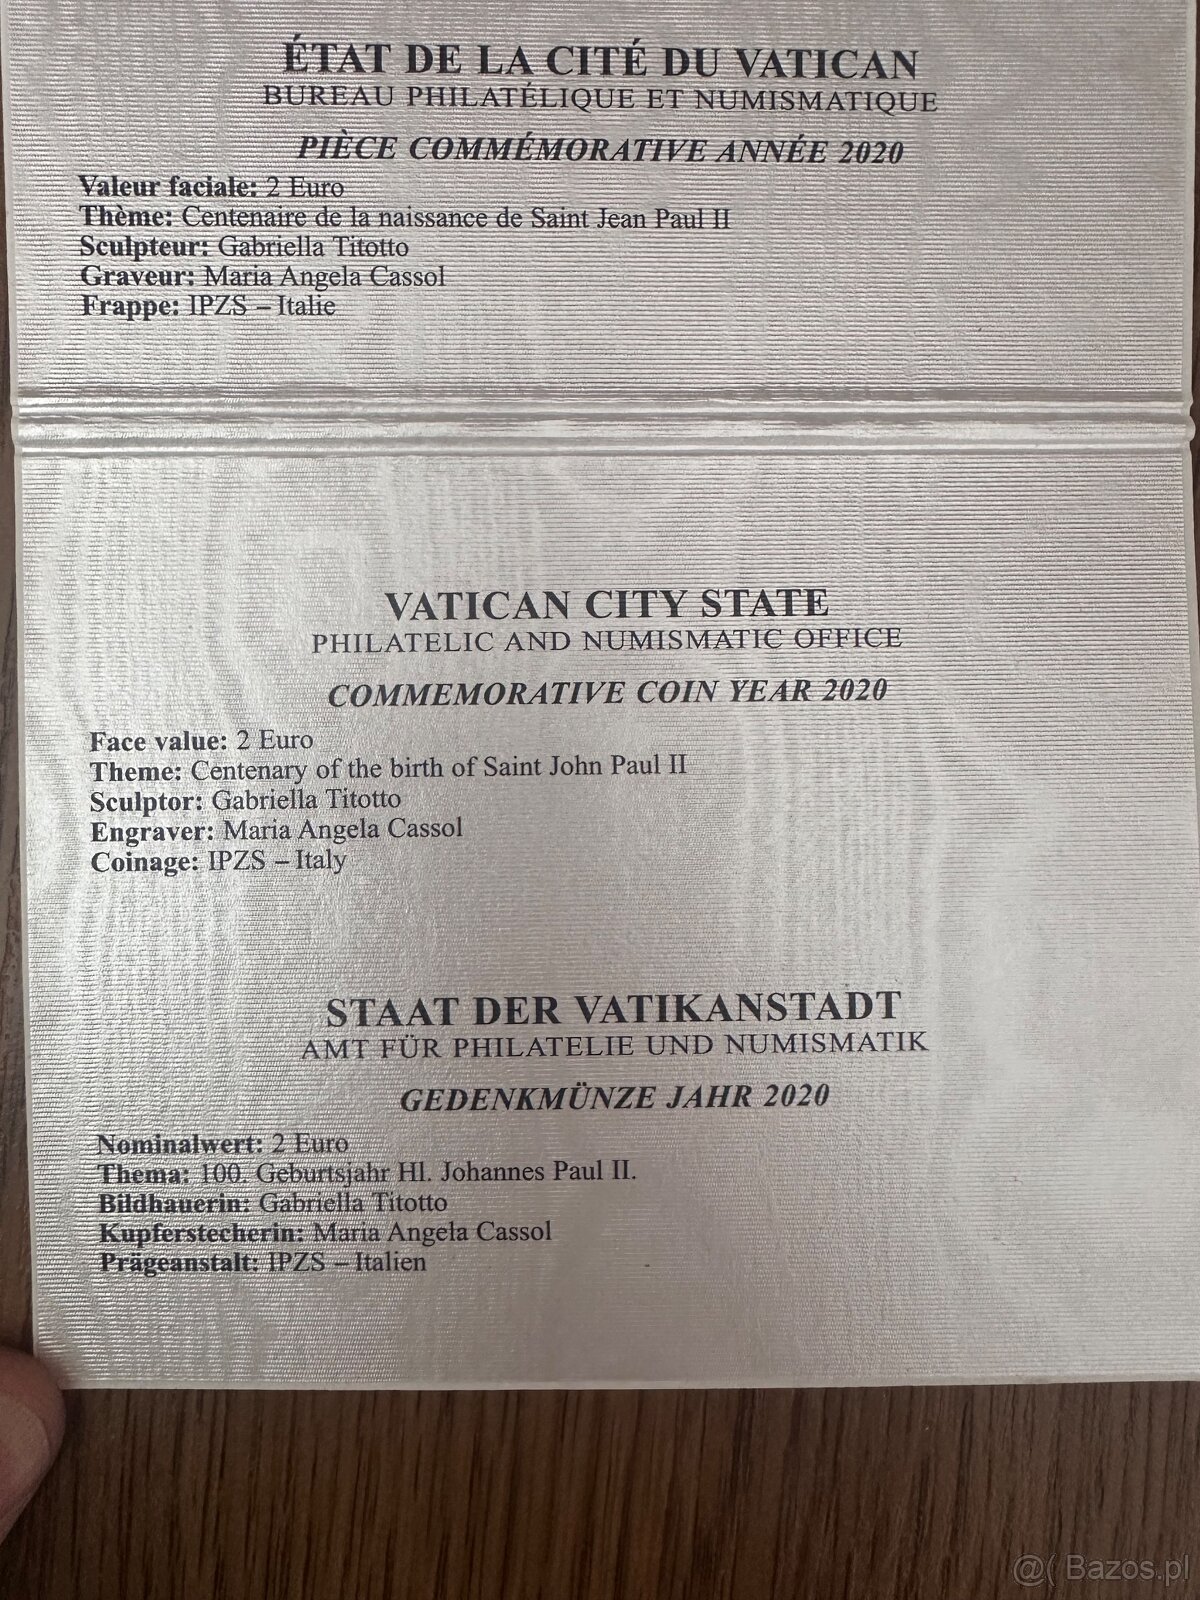 ÉTAT DE LA CITÉ DU VATICAN
BUREAU PHILATÉLIQUE ET NUMISMATIQUE
PIÈCE COMMÉMORATIVE ANNÉE 2020
Valeur faciale: 2 Euro
Thème: Centenaire de la naissance de Saint Jean Paul II
Sculpteur: Gabriella Titotto
Graveur: Maria Angela Cassol
Frappe: IPZS – Italie
VATICAN CITY STATE
PHILATELIC AND NUMISMATIC OFFICE
COMMEMORATIVE COIN YEAR 2020
Face value: 2 Euro
Theme: Centenary of the birth of Saint John Paul II
Sculptor: Gabriella Titotto
Engraver: Maria Angela Cassol
Coinage: IPZS – Italy
STAAT DER VATIKANSTADT
AMT FÜR PHILATELIE UND NUMISMATIK
GEDENKMÜNZE JAHR 2020
Nominalwert: 2 Euro
Thema: 100. Geburtsjahr Hl. Johannes Paul II.
Bildhauerin: Gabriella Titotto
Kupferstecherin: Maria Angela Cassol
Prägeanstalt: IPZS – Italien
@( Bazos.pl